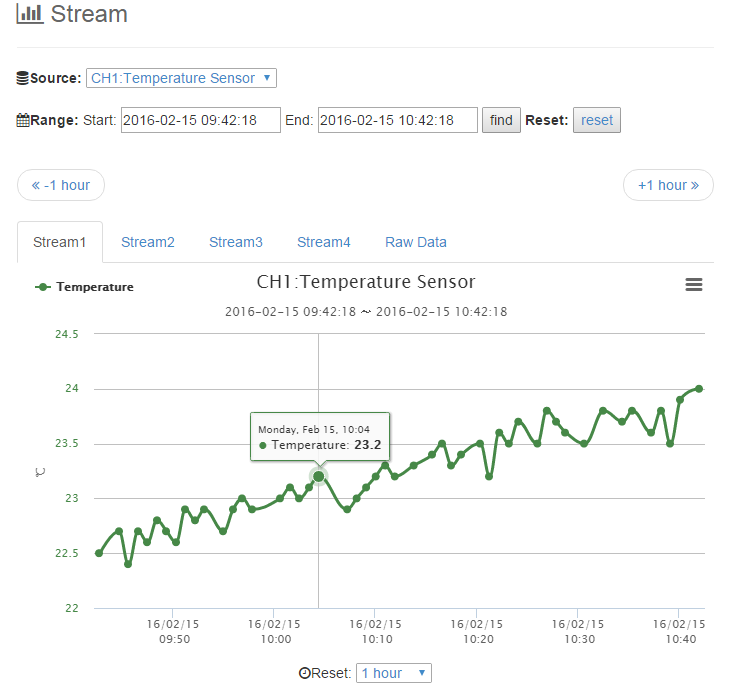 Stream
Source: CH1:Temperature Sensor
Range: Start: 2016-02-15 09:42:18 End: 2016-02-15 10:42:18 find Reset: reset
« -1 hour
+1 hour »
Stream1 Stream2 Stream3 Stream4 Raw Data
Temperature
CH1:Temperature Sensor
2016-02-15 09:42:18 ~ 2016-02-15 10:42:18
24.5
24
23.5
23
22.5
22
℃
Monday, Feb 15, 10:04
Temperature: 23.2
16/02/15 16/02/15 16/02/15 16/02/15 16/02/15 16/02/15
09:50 10:00 10:10 10:20 10:30 10:40
Reset: 1 hour